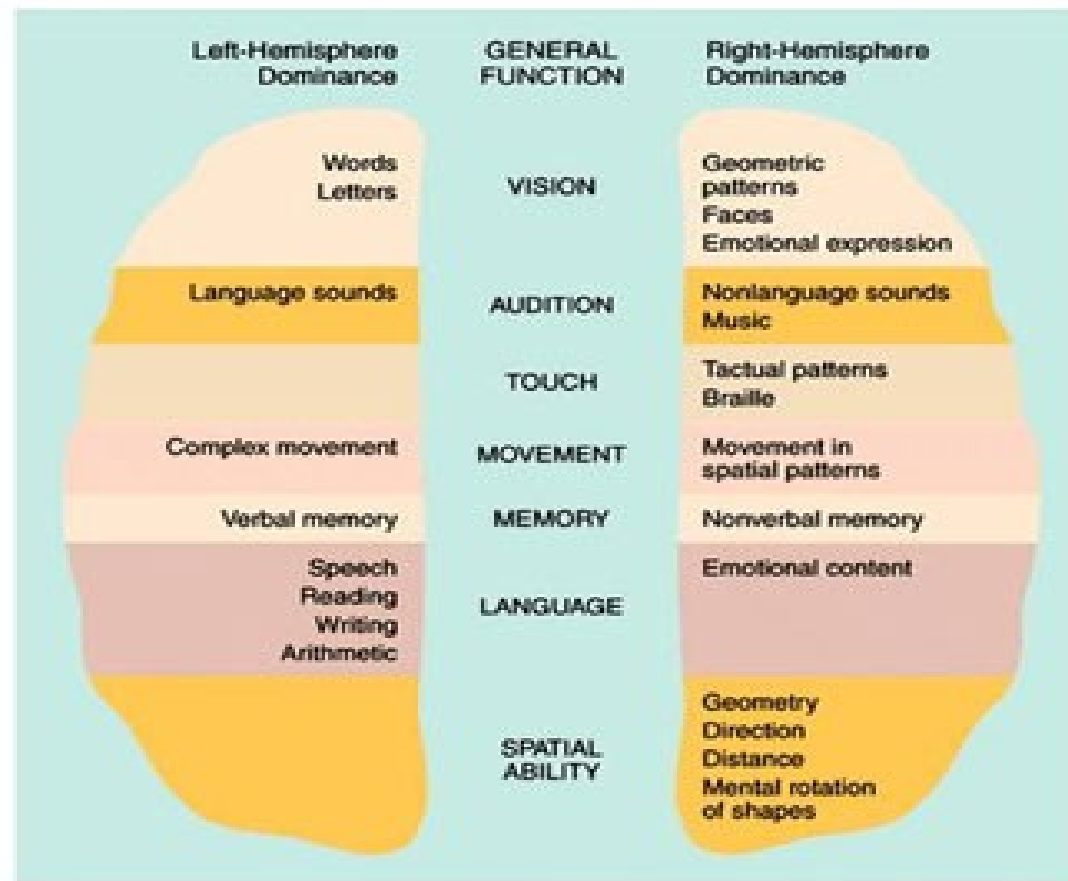 Left-Hemisphere
Dominance
GENERAL
FUNCTION
Right-Hemisphere
Dominance
Words
Letters
VISION
Geometric
patterns
Faces
Emotional expression
Language sounds
AUDITION
Nonlanguage sounds
Music
TOUCH
Tactual patterns
Braille
Complex movement
MOVEMENT
Movement in
spatial patterns
Verbal memory
MEMORY
Nonverbal memory
Speech
Reading
Writing
Arithmetic
LANGUAGE
Emotional content
SPATIAL
ABILITY
Geometry
Direction
Distance
Mental rotation
of shapes